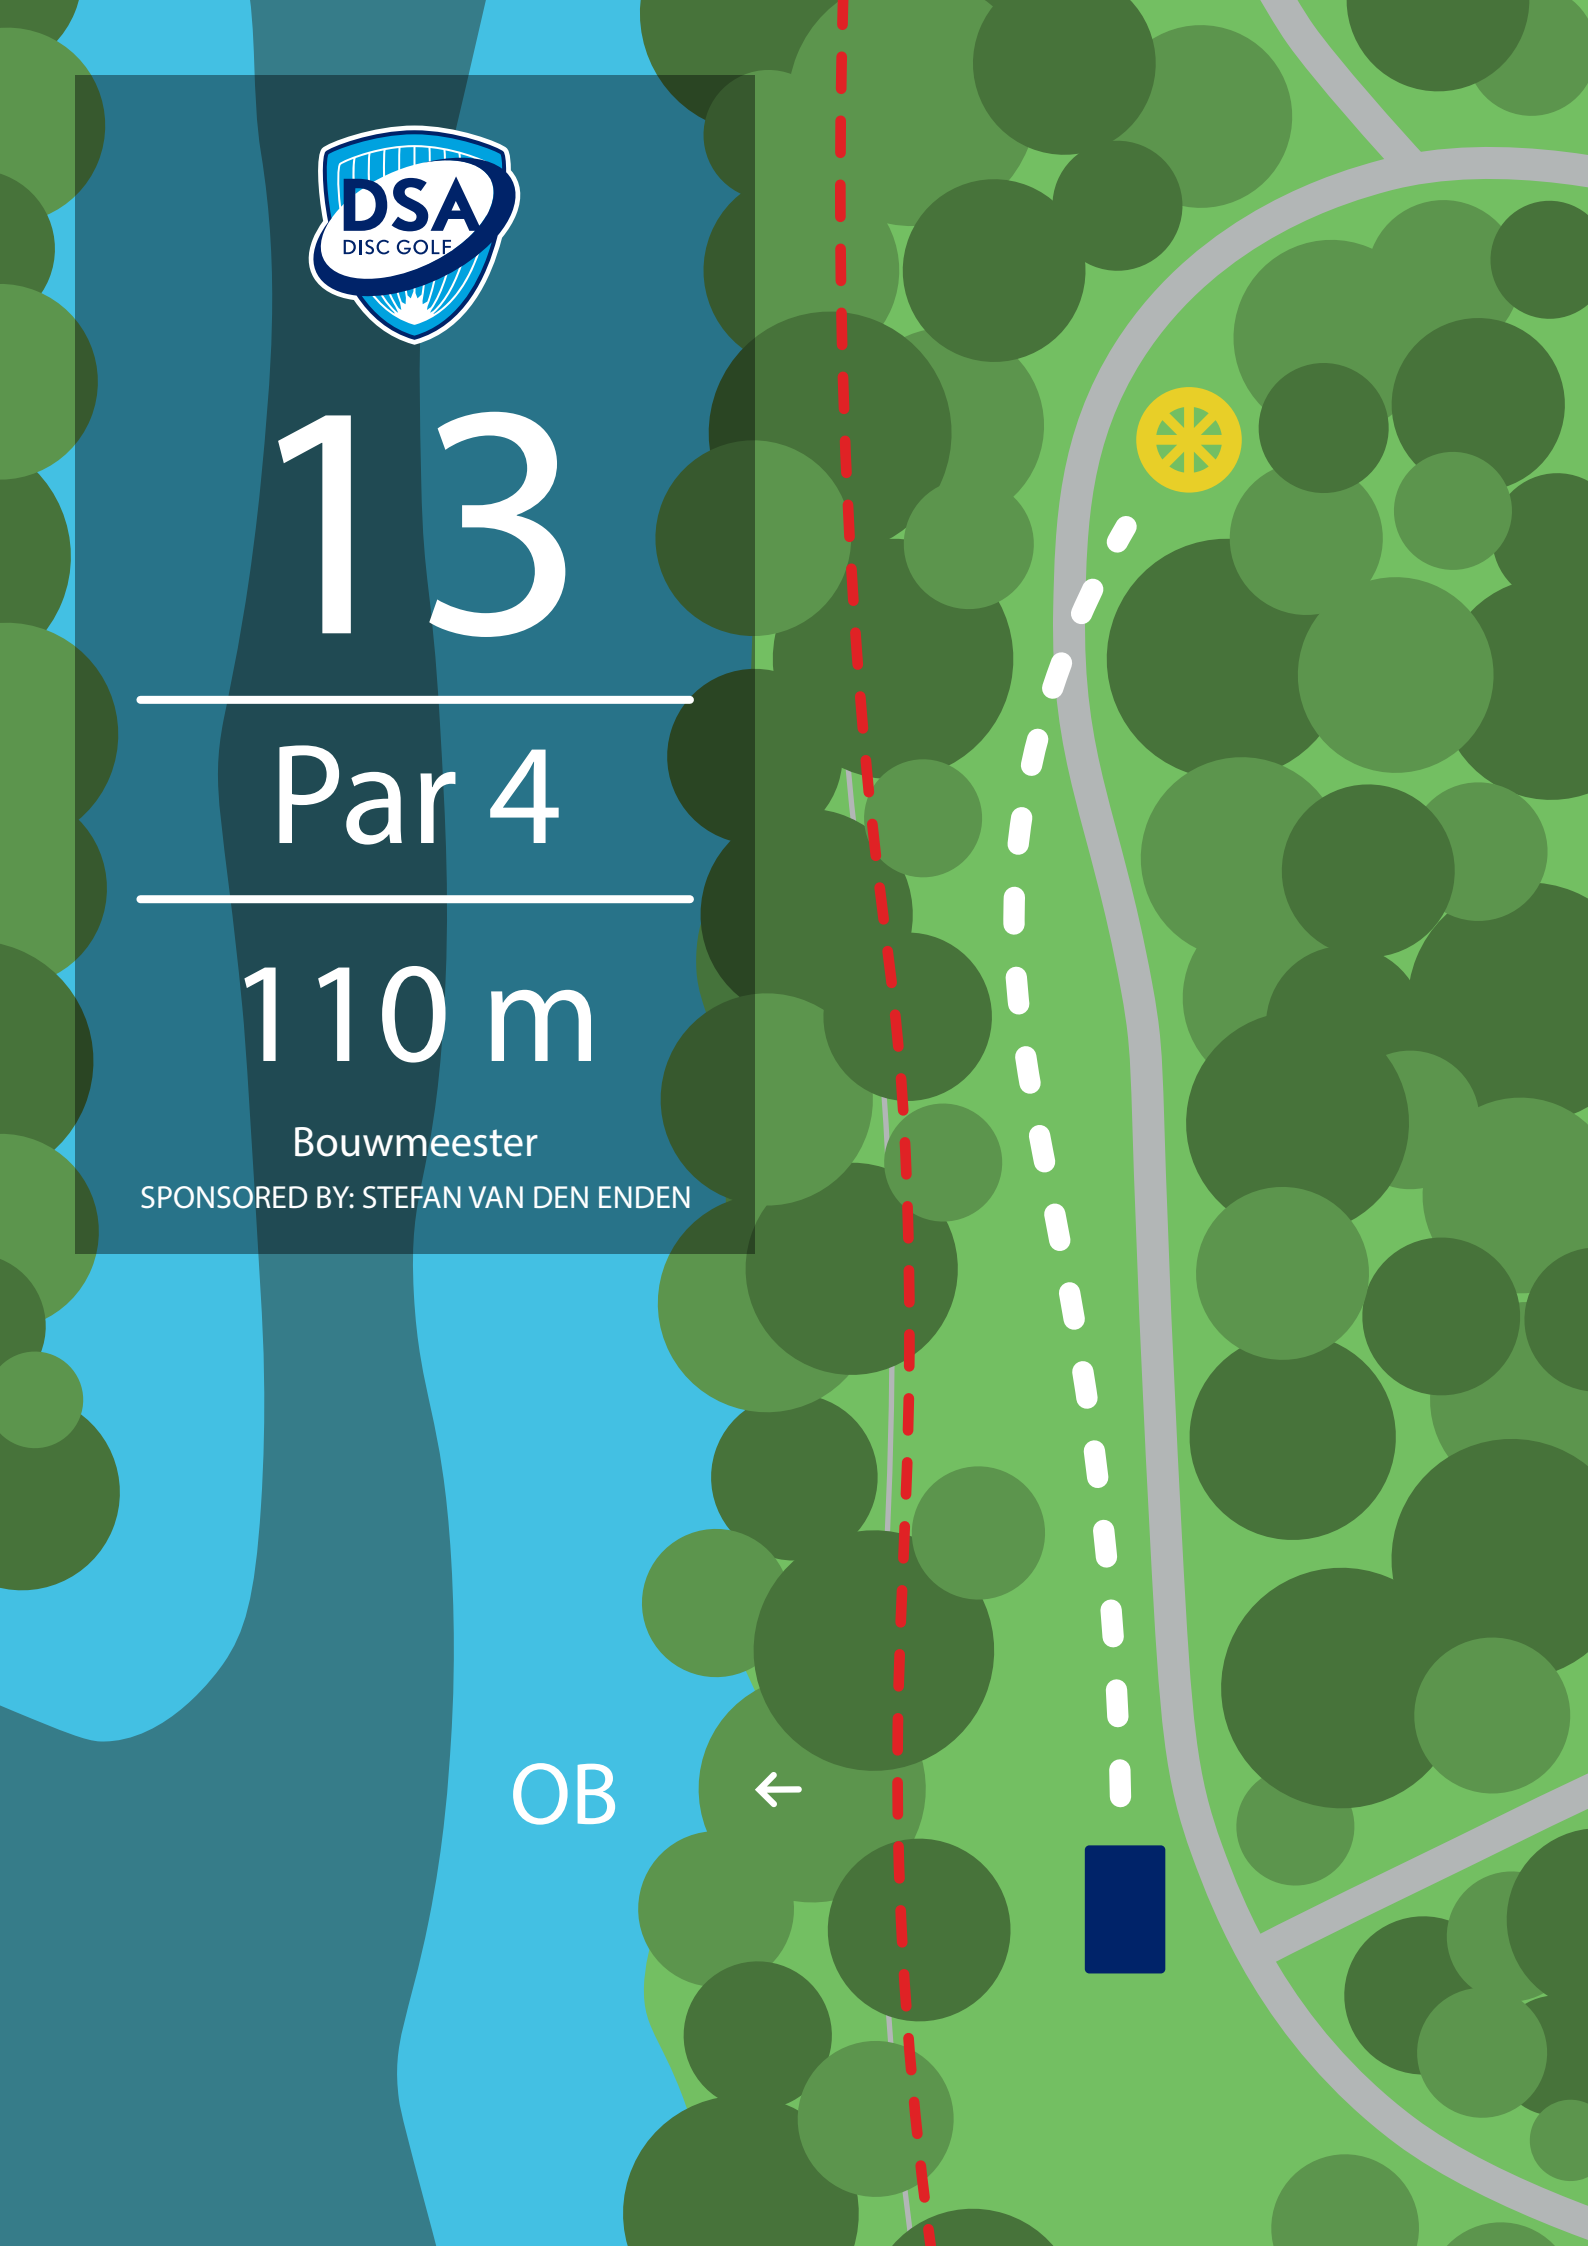 DSA
DISC GOLF
13
Par 4
110 m
Bouwmeester
SPONSORED BY: STEFAN VAN DEN ENDEN
OB